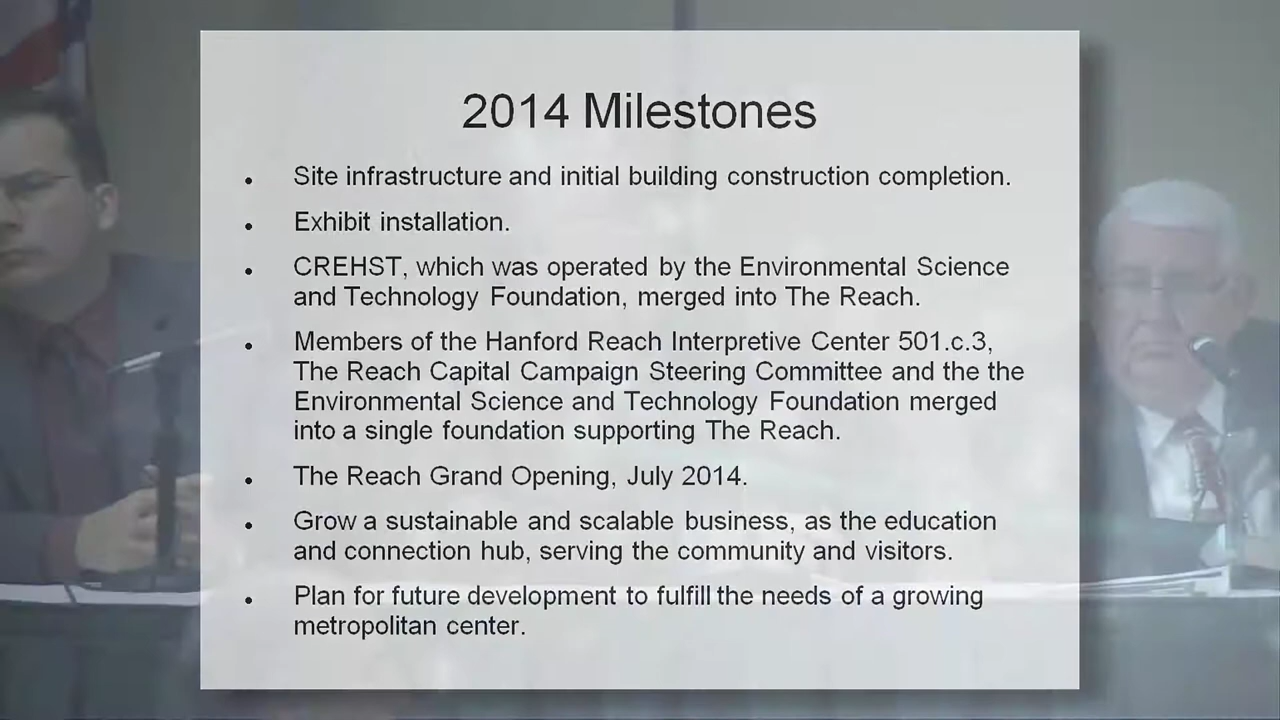 2014 Milestones
• Site infrastructure and initial building construction completion.
• Exhibit installation.
• CREHST, which was operated by the Environmental Science
and Technology Foundation, merged into The Reach.
• Members of the Hanford Reach Interpretive Center 501.c.3,
The Reach Capital Campaign Steering Committee and the the
Environmental Science and Technology Foundation merged
into a single foundation supporting The Reach.
• The Reach Grand Opening, July 2014.
• Grow a sustainable and scalable business, as the education
and connection hub, serving the community and visitors.
• Plan for future development to fulfill the needs of a growing
metropolitan center.